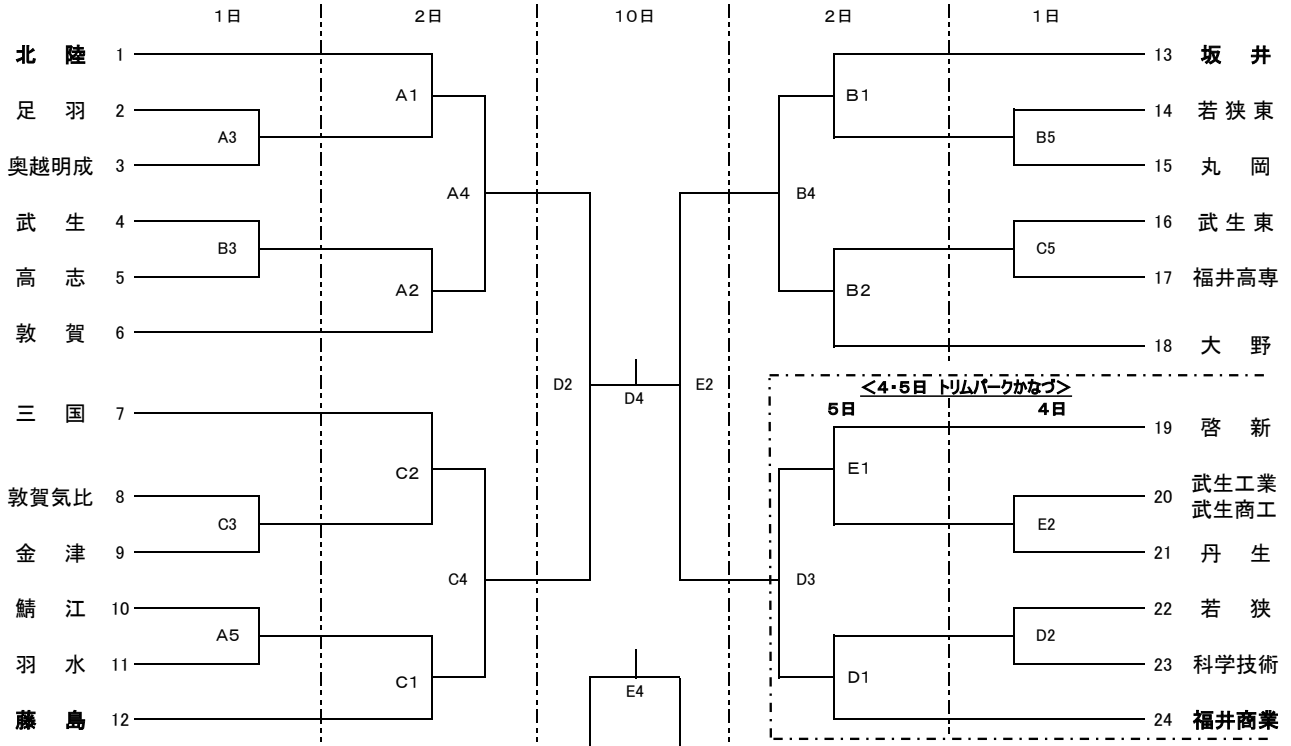 1日 2日 10日 2日 1日
北 陸 1
足 羽 2
奥越明成 3
武 生 4
高 志 5
敦 賀 6
三 国 7
敦賀気比 8
金 津 9
鯖 江 10
羽 水 11
藤 島 12
A3
B3
C3
A5
A1
A2
C2
C1
A4
C4
D2
D4
E2
E4
B4
D3
B1
B2
E1
D1
B5
C5
E2
D2
<4・5日 トリムパークかなづ>
5日 4日
13 坂 井
14 若狭東
15 丸 岡
16 武生東
17 福井高専
18 大 野
19 啓 新
20 武生工業
武生商工
21 丹 生
22 若 狭
23 科学技術
24 福井商業